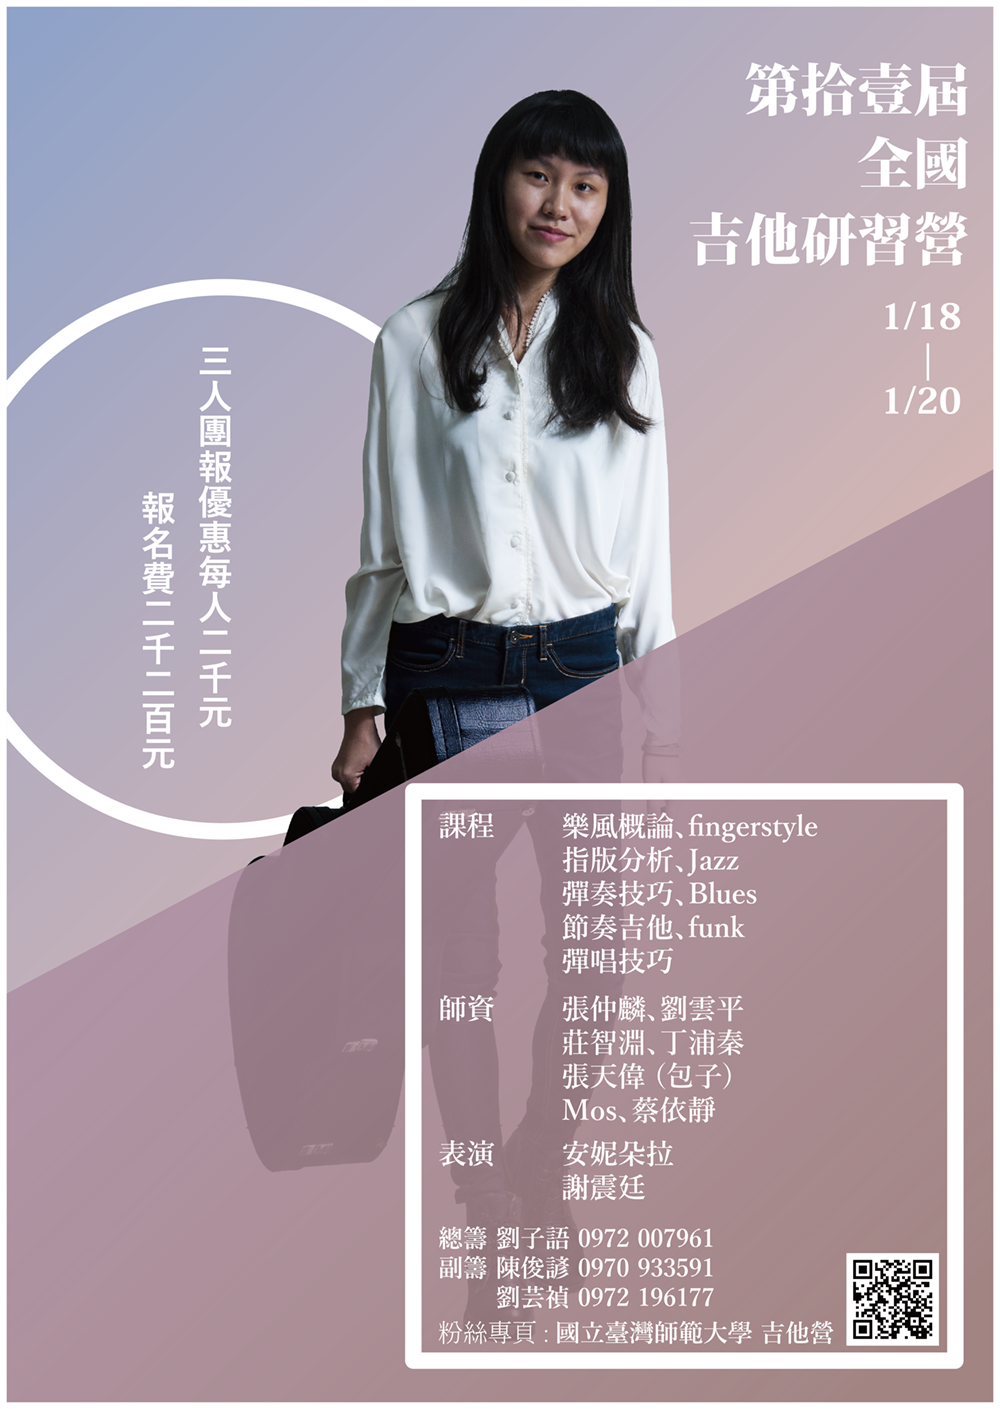 第拾壹屆
全國
吉他研習營
1/18
|
1/20
三人團報優惠每人二千元
報名費二千二百元
課程 樂風概論、fingerstyle
指版分析、Jazz
彈奏技巧、Blues
節奏吉他、funk
彈唱技巧
師資 張仲麟、劉雲平
莊智淵、丁浦秦
張天偉（包子）
Mos、蔡依靜
表演 安妮朵拉
謝震廷
總籌 劉子語 0972 007961
副籌 陳俊諺 0970 933591
劉芸禎 0972 196177
粉絲專頁 : 國立臺灣師範大學 吉他營